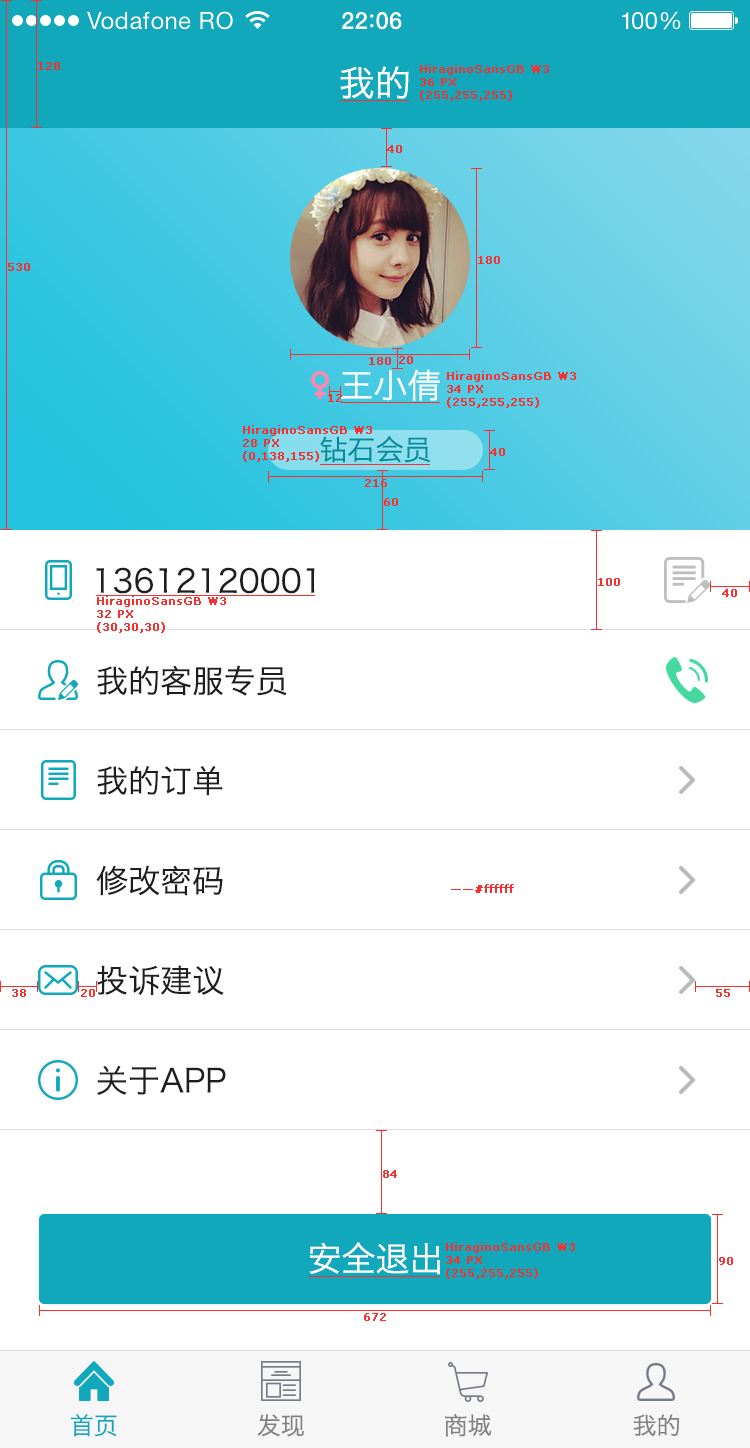 Vodafone RO 22:06 100%
128
我的
HiraginoSansGB W3
36 PX
(255,255,255)
40
530
180
180
20
王小倩
12
HiraginoSansGB W3
34 PX
(255,255,255)
HiraginoSansGB W3
28 PX
(0,138,155)
钻石会员
40
216
60
13612120001
100
40
HiraginoSansGB W3
32 PX
(30,30,30)
我的客服专员
我的订单
修改密码
——#ffffff
投诉建议
38
20
55
关于APP
84
安全退出
HiraginoSansGB W3
34 PX
(255,255,255)
90
672
首页 发现 商城 我的